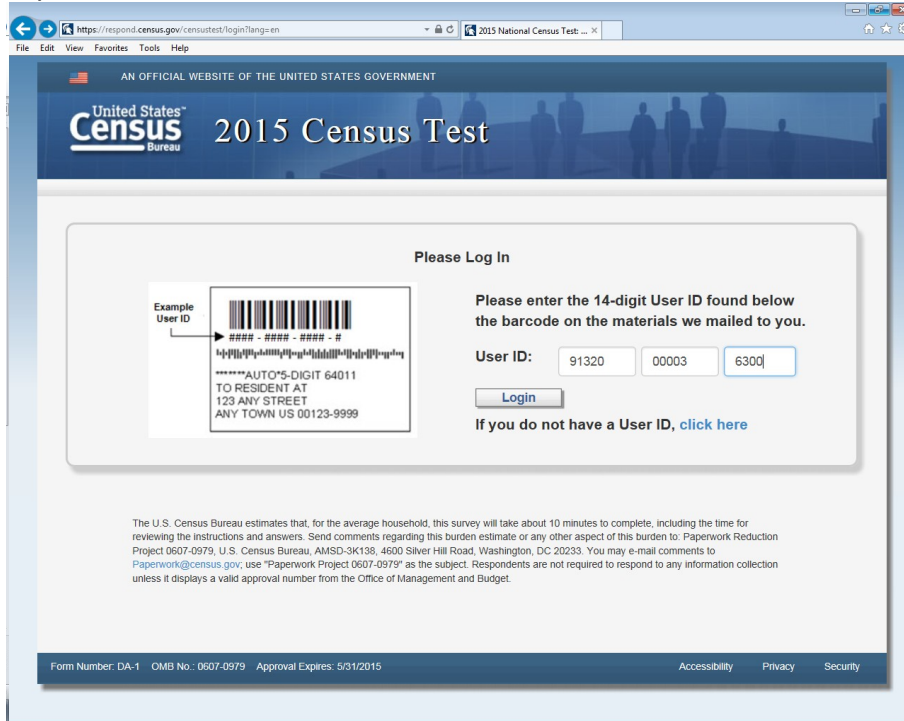 https://respond.census.gov/censustest/login?lang=en
2015 National Census Test: ...
File Edit View Favorites Tools Help
AN OFFICIAL WEBSITE OF THE UNITED STATES GOVERNMENT
United States™
Census
Bureau
2015 Census Test
Please Log In
Example
User ID
#### - #### - #### - #
*******AUTO*5-DIGIT 64011
TO RESIDENT AT
123 ANY STREET
ANY TOWN US 00123-9999
Please enter the 14-digit User ID found below
the barcode on the materials we mailed to you.
User ID: 91320 00003 6300
Login
If you do not have a User ID, click here
The U.S. Census Bureau estimates that, for the average household, this survey will take about 10 minutes to complete, including the time for
reviewing the instructions and answers. Send comments regarding this burden estimate or any other aspect of this burden to: Paperwork Reduction
Project 0607-0979, U.S. Census Bureau, AMSD-3K138, 4600 Silver Hill Road, Washington, DC 20233. You may e-mail comments to
Paperwork@census.gov; use "Paperwork Project 0607-0979" as the subject. Respondents are not required to respond to any information collection
unless it displays a valid approval number from the Office of Management and Budget.
Form Number: DA-1 OMB No.: 0607-0979 Approval Expires: 5/31/2015 Accessibility Privacy Security